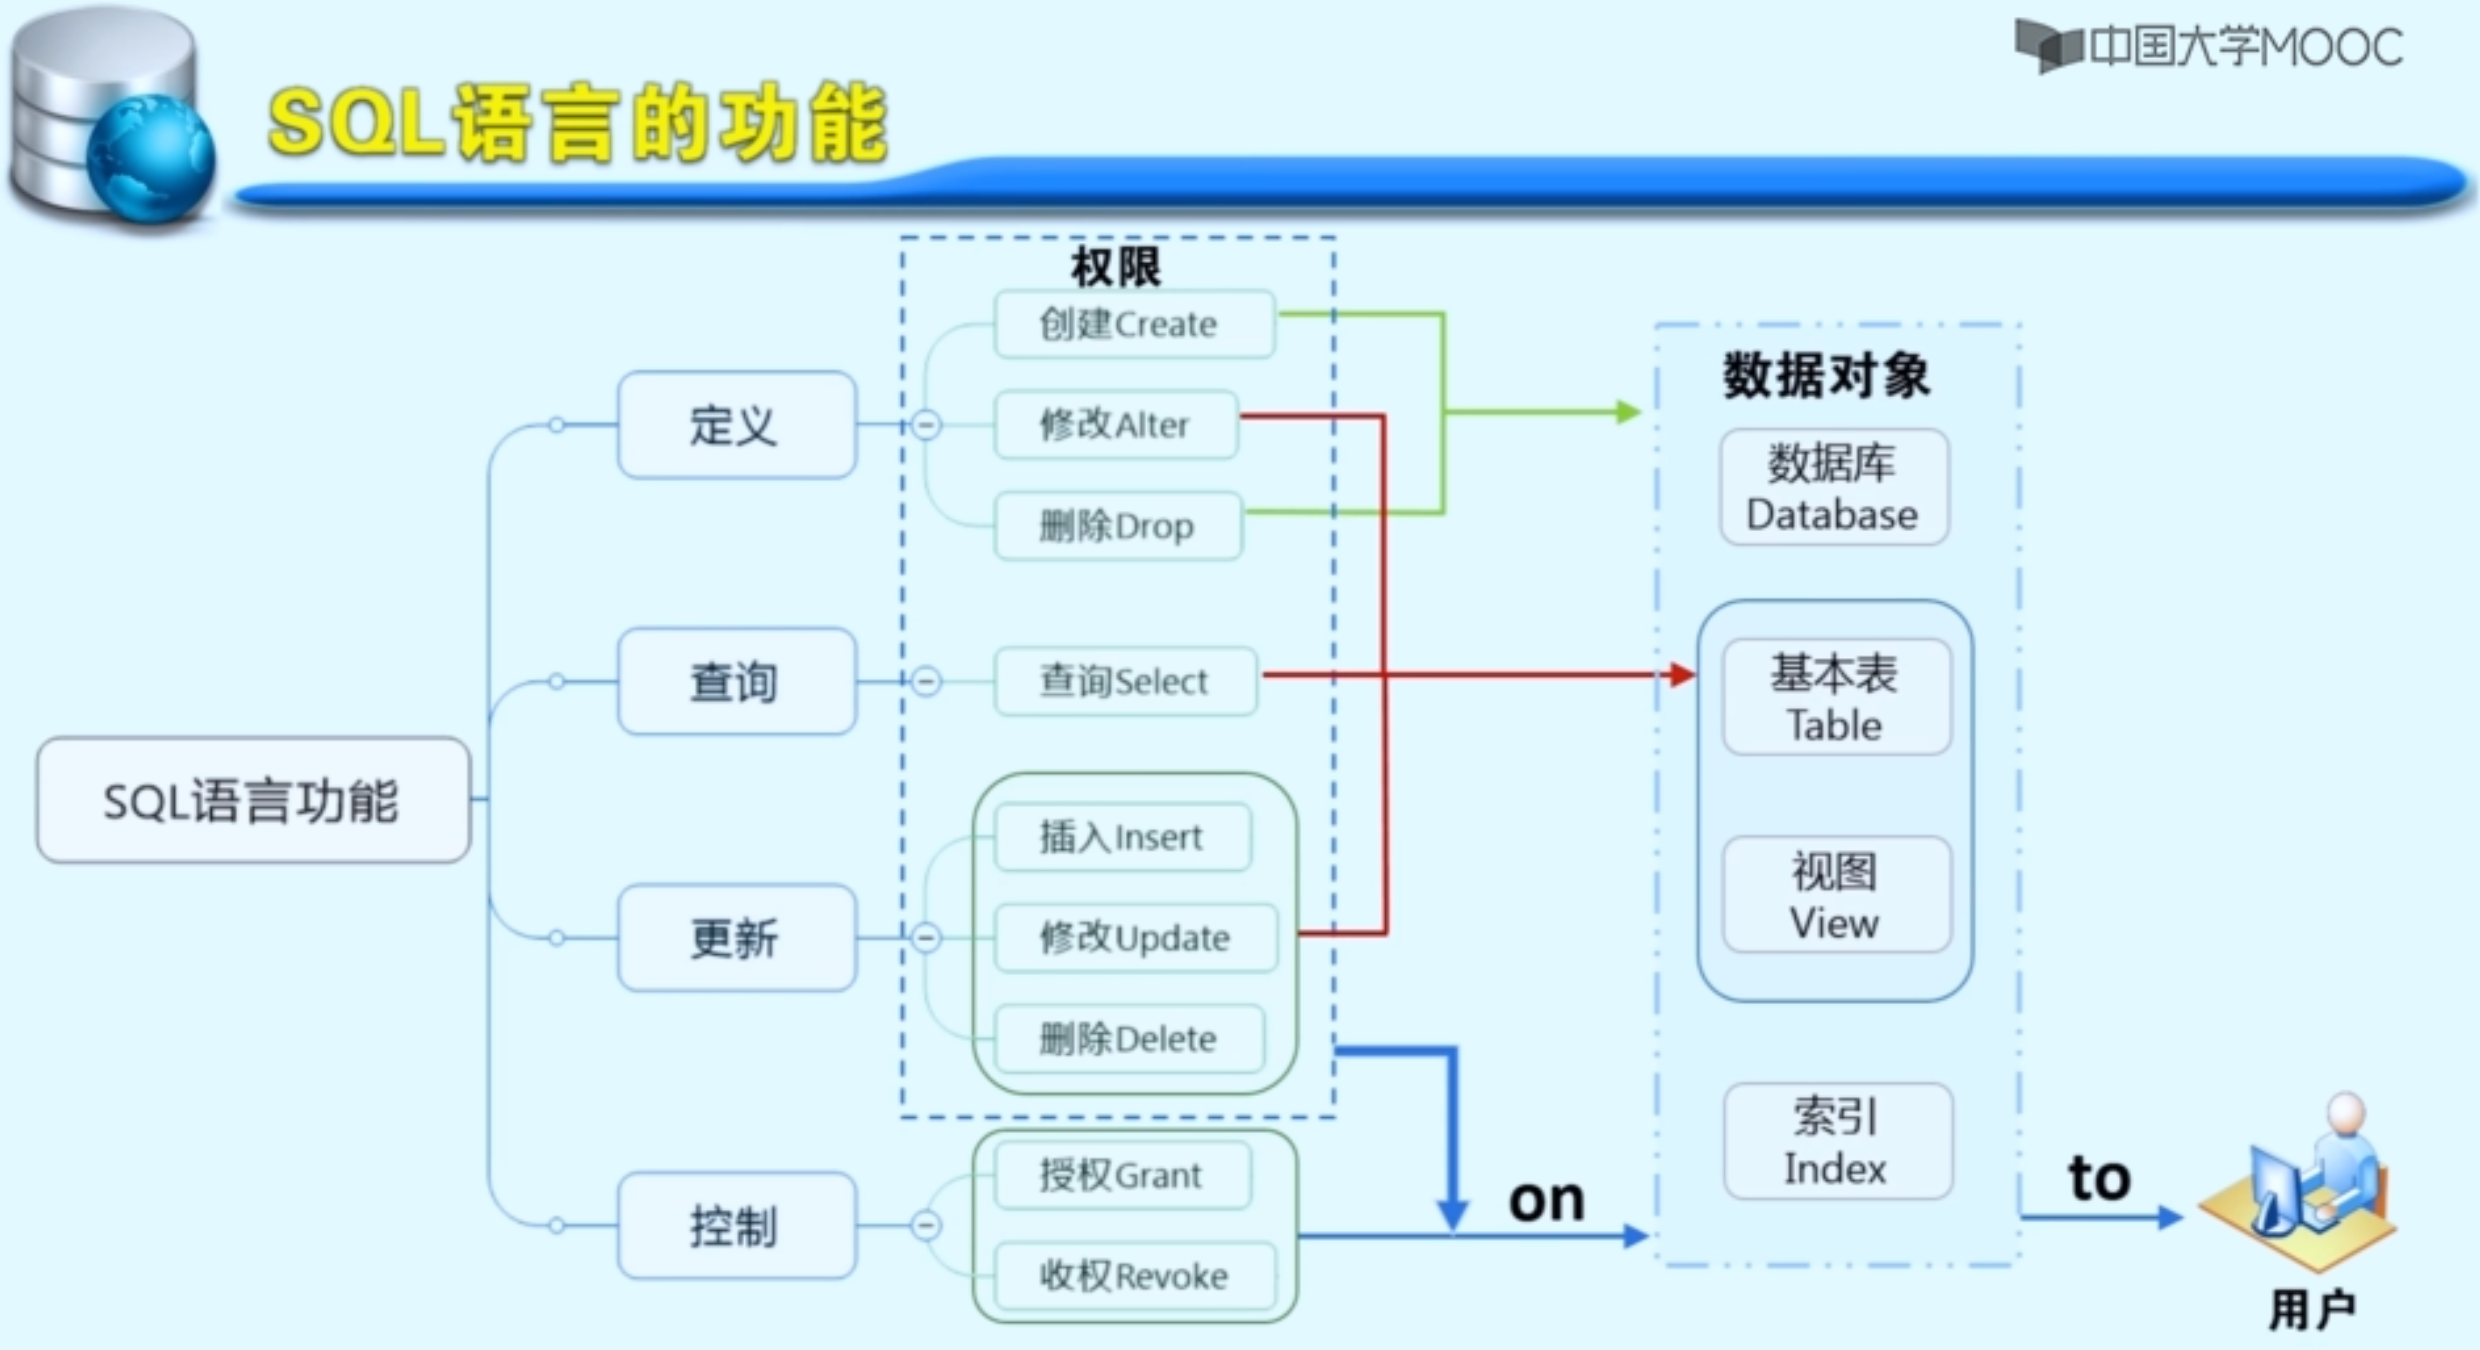 中国大学MOOC
SQL语言的功能
权限
创建Create
修改Alter
删除Drop
定义
查询
查询Select
SQL语言功能
更新
插入Insert
修改Update
删除Delete
控制
授权Grant
收权Revoke
on
数据对象
数据库
Database
基本表
Table
视图
View
索引
Index
to
用户